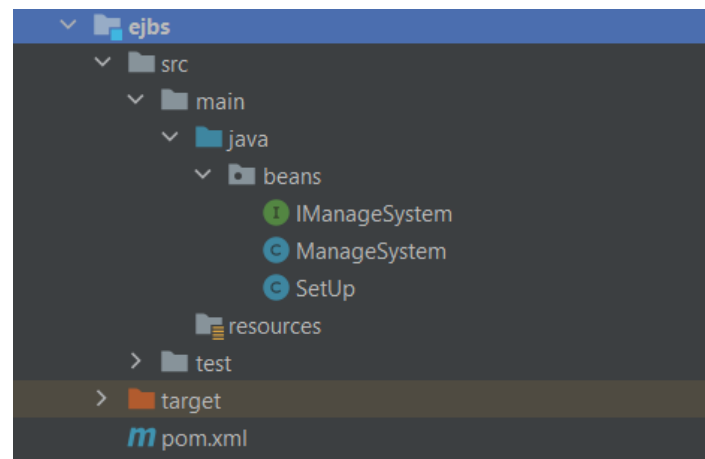 ejbs
src
main
java
beans
I IManageSystem
C ManageSystem
C SetUp
resources
test
target
m pom.xml